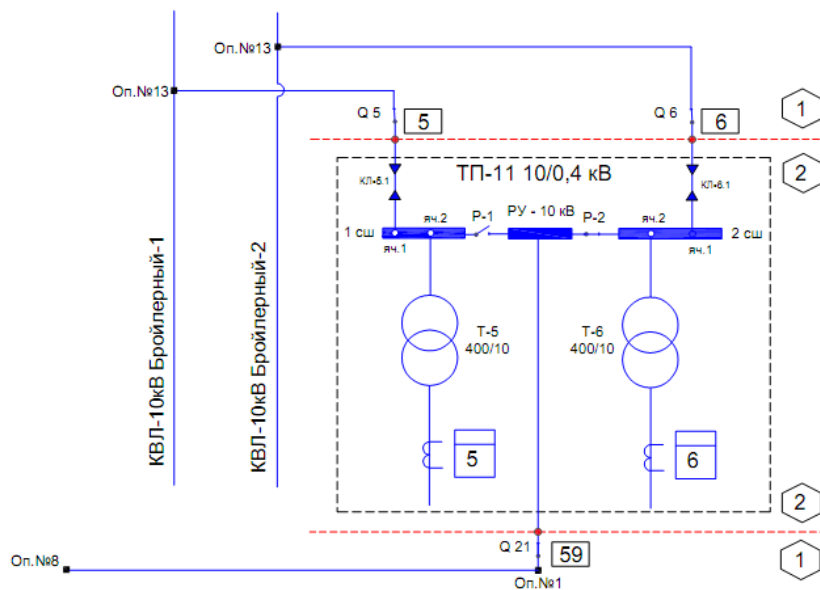 Оп.№13
Оп.№13
Q 5
5
Q 6
6
1
2
ТП-11 10/0,4 кВ
КЛ-5.1
КЛ-6.1
1 сш
яч.1
яч.2
Р-1
РУ - 10 кВ
Р-2
яч.2
яч.1
2 сш
Т-5
400/10
Т-6
400/10
КВЛ-10кВ Бройлерный-1
КВЛ-10кВ Бройлерный-2
5
6
2
Q 21
59
1
Оп.№8
Оп.№1